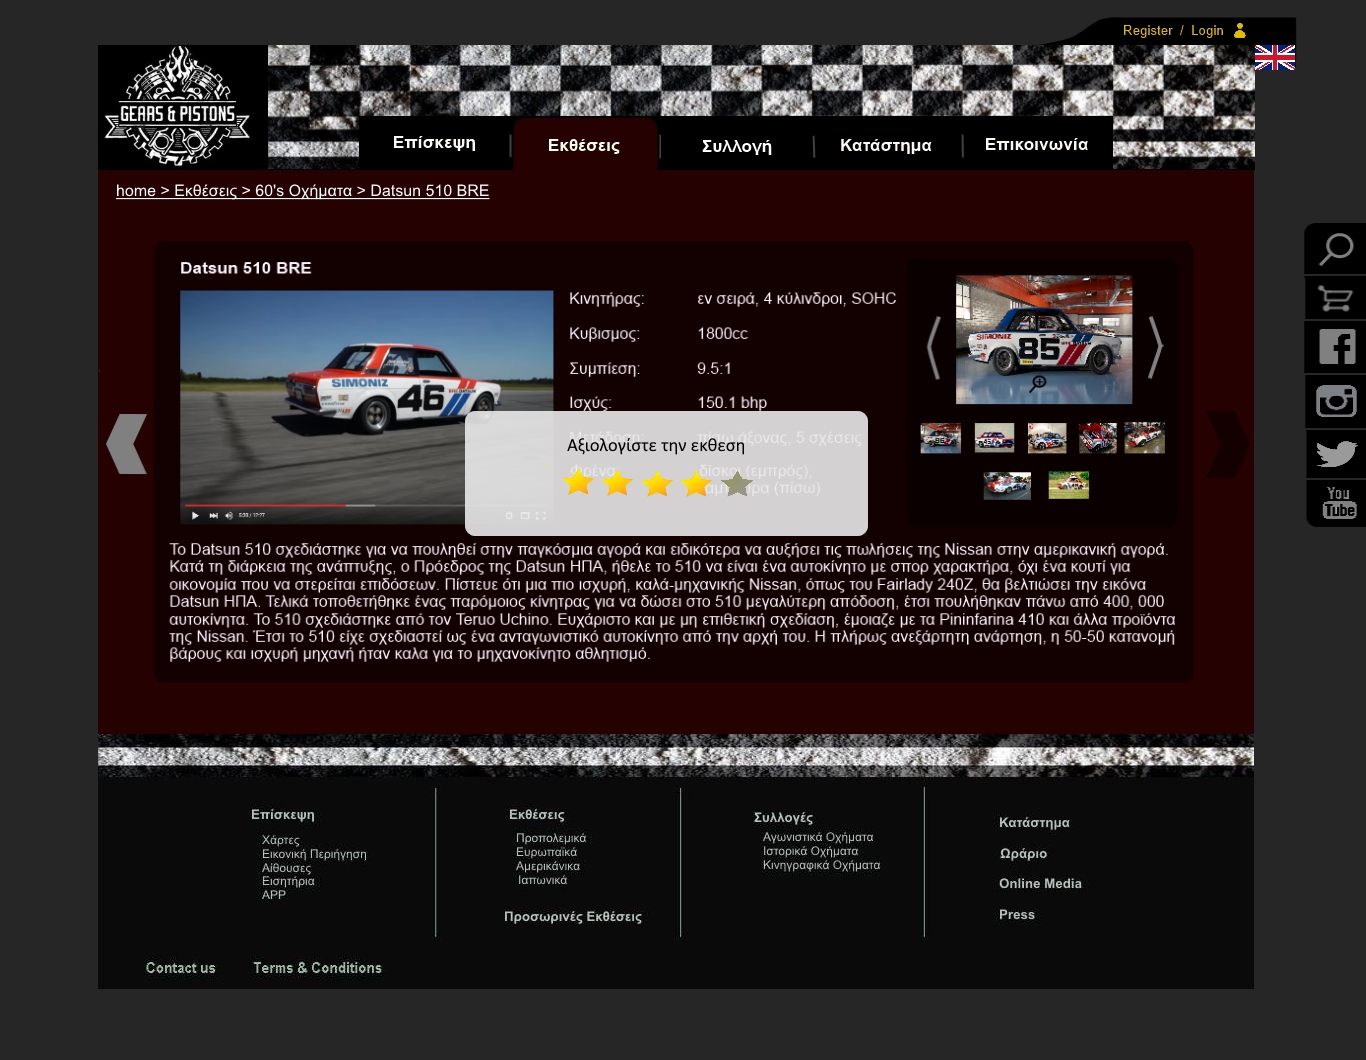 Register / Login
GEARS & PISTONS
Επίσκεψη
Εκθέσεις
Συλλογή
Κατάστημα
Επικοινωνία
home > Εκθέσεις > 60's Οχήματα > Datsun 510 BRE
Datsun 510 BRE
Κινητήρας: εν σειρά, 4 κύλινδροι, SOHC
Κυβισμος: 1800cc
Συμπίεση: 9.5:1
Ισχύς: 150.1 bhp
πίσω άξονας, 5 σχέσεις
Φρένα: δίσκοι (εμπρός),
(πίσω)
SIMONIZ
46
SIMONIZ
85
Αξιολογίστε την εκθεση
Το Datsun 510 σχεδιάστηκε για να πουληθεί στην παγκόσμια αγορά και ειδικότερα να αυξήσει τις πωλήσεις της Nissan στην αμερικανική αγορά.
Κατά τη διάρκεια της ανάπτυξης, ο Πρόεδρος της Datsun ΗΠΑ, ήθελε το 510 να είναι ένα αυτοκίνητο με σπορ χαρακτήρα, όχι ένα κουτί για
οικονομία που να στερείται επιδόσεων. Πίστευε ότι μια πιο ισχυρή, καλά-μηχανικής Nissan, όπως του Fairlady 240Z, θα βελτιώσει την εικόνα
Datsun ΗΠΑ. Τελικά τοποθετήθηκε ένας παρόμοιος κίνητρας για να δώσει στο 510 μεγαλύτερη απόδοση, έτσι πουλήθηκαν πάνω από 400, 000
αυτοκίνητα. Το 510 σχεδιάστηκε από τον Teruo Uchino. Ευχάριστο και με μη επιθετική σχεδίαση, έμοιαζε με τα Pininfarina 410 και άλλα προϊόντα
της Nissan. Έτσι το 510 είχε σχεδιαστεί ως ένα ανταγωνιστικό αυτοκίνητο από την αρχή του. Η πλήρως ανεξάρτητη ανάρτηση, η 50-50 κατανομή
βάρους και ισχυρή μηχανή ήταν καλα για το μηχανοκίνητο αθλητισμό.
You
Tube
Επίσκεψη
Χάρτες
Εικονική Περιήγηση
Αίθουσες
Εισητήρια
APP
Εκθέσεις
Προπολεμικά
Ευρωπαϊκά
Αμερικάνικα
Ιαπωνικά
Προσωρινές Εκθέσεις
Συλλογές
Αγωνιστικά Οχήματα
Ιστορικά Οχήματα
Κινηγραφικά Οχήματα
Κατάστημα
Ωράριο
Online Media
Press
Contact us
Terms & Conditions